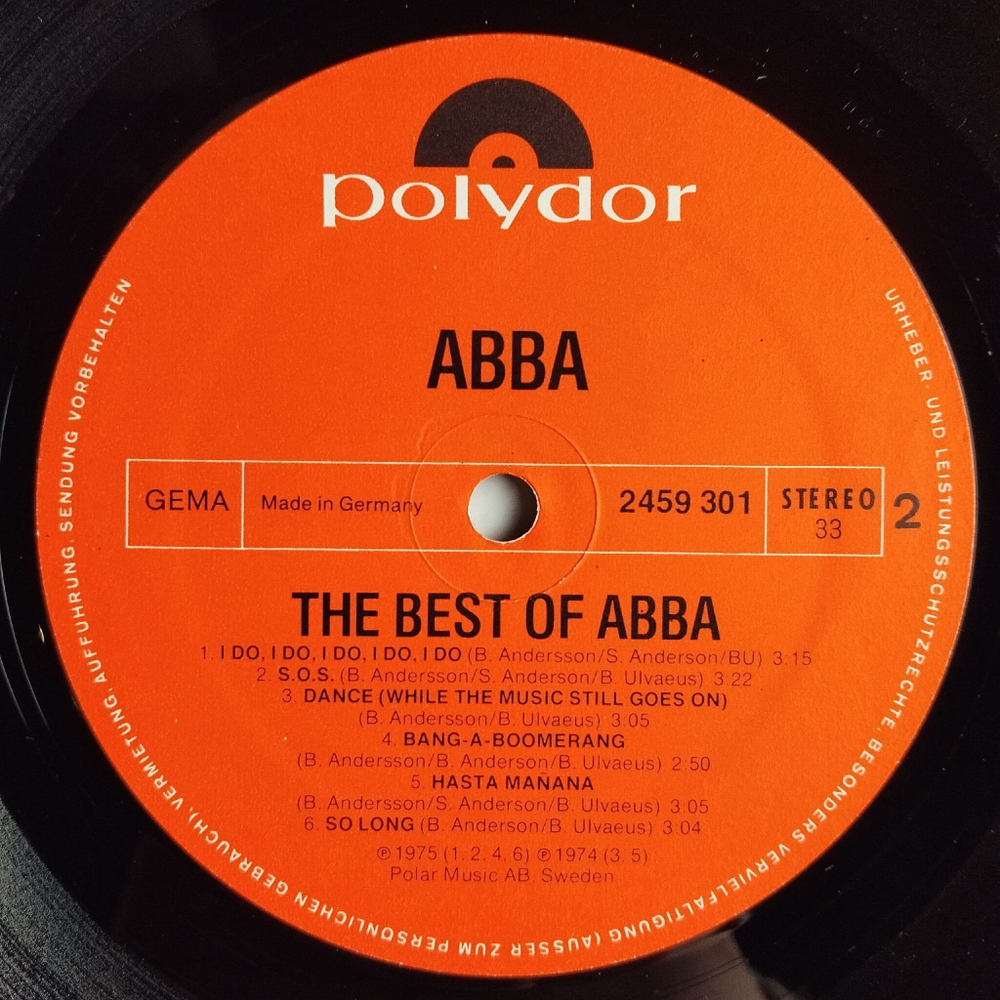 polydor
ABBA
GEMA
Made in Germany
2459 301
STEREO
33
2
THE BEST OF ABBA
1. I DO, I DO, I DO, I DO, I DO (B. Andersson/S. Anderson/BU) 3:15
2. S.O.S. (B. Andersson/S. Anderson/B. Ulvaeus) 3:22
3. DANCE (WHILE THE MUSIC STILL GOES ON)
(B. Andersson/B. Ulvaeus) 3:05
4. BANG-A-BOOMERANG
(B. Andersson/S. Anderson/B. Ulvaeus) 2:50
5. HASTA MAÑANA
(B. Andersson/S. Anderson/B. Ulvaeus) 3:05
6. SO LONG (B. Anderson/B. Ulvaeus) 3:04
℗ 1975 (1. 2. 4. 6) ℗ 1974 (3. 5)
Polar Music AB. Sweden
URHEBER- UND LEISTUNGSSCHUTZRECHTE, BESONDERS VERVIELFALTIGUNG (AUSSER ZUM PERSONLICHEN GEBRAUCH), VERMIETUNG, AUFFUHRUNG, SENDUNG VORBEHALTEN